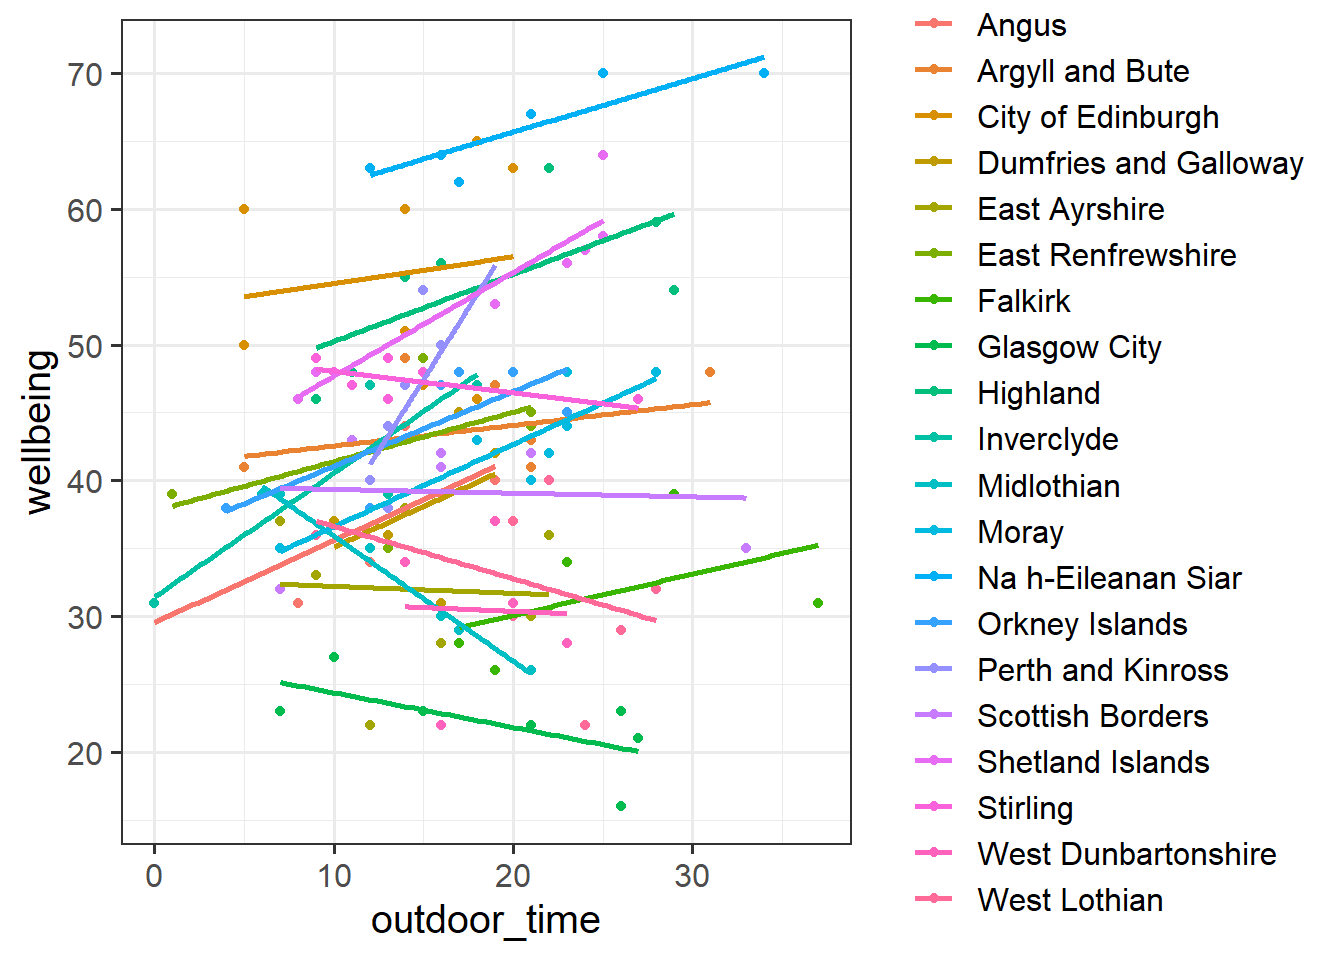 Angus
Argyll and Bute
City of Edinburgh
Dumfries and Galloway
East Ayrshire
East Renfrewshire
Falkirk
Glasgow City
Highland
Inverclyde
Midlothian
Moray
Na h-Eileanan Siar
Orkney Islands
Perth and Kinross
Scottish Borders
Shetland Islands
Stirling
West Dunbartonshire
West Lothian
70
60
50
40
30
20
wellbeing
0 10 20 30
outdoor_time